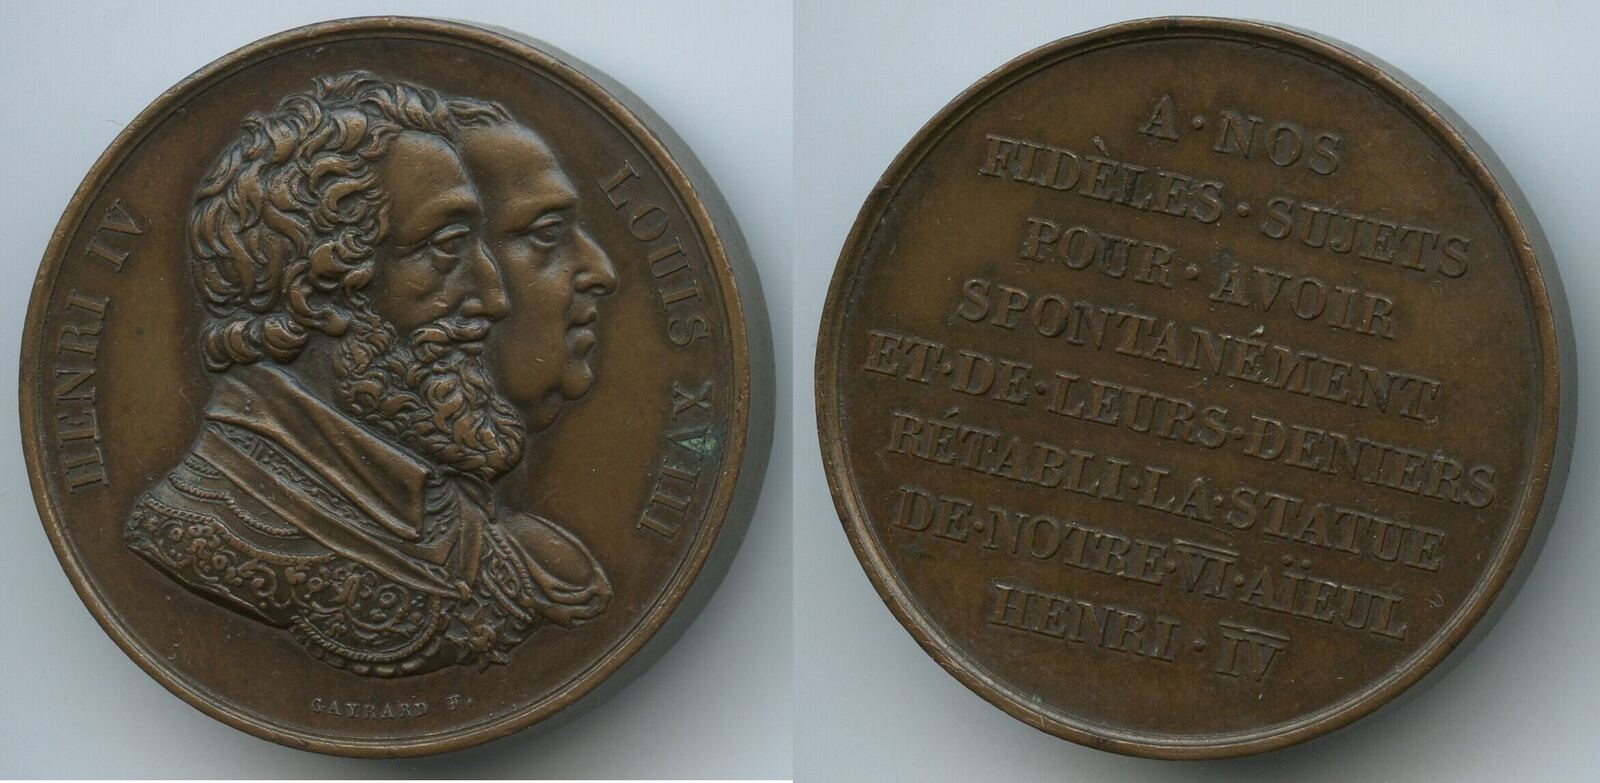 HENRI IV
LOUIS XVIII
GAYRARD F.
A·NOS
FIDÈLES·SUJETS
POUR·AVOIR
SPONTANÉMENT
ET·DE·LEURS·DENIERS
RÉTABLI·LA·STATUE
DE·NOTRE·VI·AÏEUL
HENRI·IV